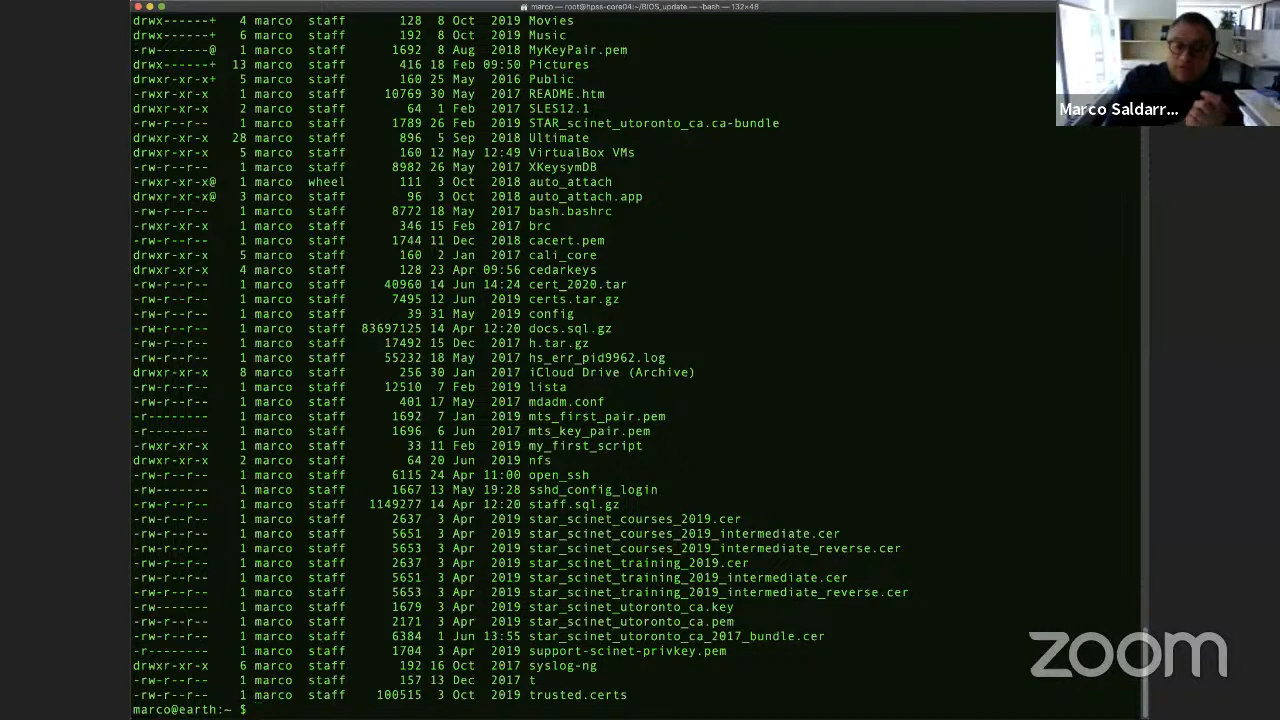 marco — root@hpss-core04:~/BIOS_update — -bash — 132×48
drwx------+ 4 marco staff 128 8 Oct 2019 Movies
drwx------+ 6 marco staff 192 8 Oct 2019 Music
-rw-------@ 1 marco staff 1692 8 Aug 2018 MyKeyPair.pem
drwx------+ 13 marco staff 416 18 Feb 09:50 Pictures
drwxr-xr-x+ 5 marco staff 160 25 May 2016 Public
-rwxr-xr-x 1 marco staff 10769 30 May 2017 README.htm
drwxr-xr-x 2 marco staff 64 1 Feb 2017 SLES12.1
-rw-r--r-- 1 marco staff 1789 26 Feb 2019 STAR_scinet_utoronto_ca.ca-bundle
drwxr-xr-x 28 marco staff 896 5 Sep 2018 Ultimate
drwxr-xr-x 5 marco staff 160 12 May 12:49 VirtualBox VMs
-rw-r--r-- 1 marco staff 8982 26 May 2017 XKeysymDB
-rwxr-xr-x@ 1 marco wheel 111 3 Oct 2018 auto_attach
drwxr-xr-x@ 3 marco staff 96 3 Oct 2018 auto_attach.app
-rw-r--r-- 1 marco staff 8772 18 May 2017 bash.bashrc
-rwxr-xr-x 1 marco staff 346 15 Feb 2017 brc
-rw-r--r-- 1 marco staff 1744 11 Dec 2018 cacert.pem
drwxr-xr-x 5 marco staff 160 2 Jan 2017 cali_core
drwxr-xr-x 4 marco staff 128 23 Apr 09:56 cedarkeys
-rw-r--r-- 1 marco staff 40960 14 Jun 14:24 cert_2020.tar
-rw-r--r-- 1 marco staff 7495 12 Jun 2019 certs.tar.gz
-rw-r--r-- 1 marco staff 39 31 May 2019 config
-rw-r--r-- 1 marco staff 83697125 14 Apr 12:20 docs.sql.gz
-rw-r--r-- 1 marco staff 17492 15 Dec 2017 h.tar.gz
-rw-r--r-- 1 marco staff 55232 18 May 2017 hs_err_pid9962.log
drwxr-xr-x 8 marco staff 256 30 Jan 2017 iCloud Drive (Archive)
-rw-r--r-- 1 marco staff 12510 7 Feb 2019 lista
-rw-r--r-- 1 marco staff 401 17 May 2017 mdadm.conf
-r-------- 1 marco staff 1692 7 Jan 2019 mts_first_pair.pem
-r-------- 1 marco staff 1696 6 Jun 2017 mts_key_pair.pem
-rwxr-xr-x 1 marco staff 33 11 Feb 2019 my_first_script
drwxr-xr-x 2 marco staff 64 20 Jun 2019 nfs
-rw-r--r-- 1 marco staff 6115 24 Apr 11:00 open_ssh
-rw------- 1 marco staff 1667 13 May 19:28 sshd_config_login
-rw-r--r-- 1 marco staff 1149277 14 Apr 12:20 staff.sql.gz
-rw-r--r-- 1 marco staff 2637 3 Apr 2019 star_scinet_courses_2019.cer
-rw-r--r-- 1 marco staff 5651 3 Apr 2019 star_scinet_courses_2019_intermediate.cer
-rw-r--r-- 1 marco staff 5653 3 Apr 2019 star_scinet_courses_2019_intermediate_reverse.cer
-rw-r--r-- 1 marco staff 2637 3 Apr 2019 star_scinet_training_2019.cer
-rw-r--r-- 1 marco staff 5651 3 Apr 2019 star_scinet_training_2019_intermediate.cer
-rw-r--r-- 1 marco staff 5653 3 Apr 2019 star_scinet_training_2019_intermediate_reverse.cer
-rw------- 1 marco staff 1679 3 Apr 2019 star_scinet_utoronto_ca.key
-rw-r--r-- 1 marco staff 2171 3 Apr 2019 star_scinet_utoronto_ca.pem
-rw-r--r-- 1 marco staff 6384 1 Jun 13:55 star_scinet_utoronto_ca_2017_bundle.cer
-r-------- 1 marco staff 1704 3 Apr 2019 support-scinet-privkey.pem
drwxr-xr-x 6 marco staff 192 16 Oct 2017 syslog-ng
-rw-r--r-- 1 marco staff 157 13 Dec 2017 t
-rw-r--r-- 1 marco staff 100515 3 Oct 2019 trusted.certs
marco@earth:~ $
Marco Saldarr...
zoom